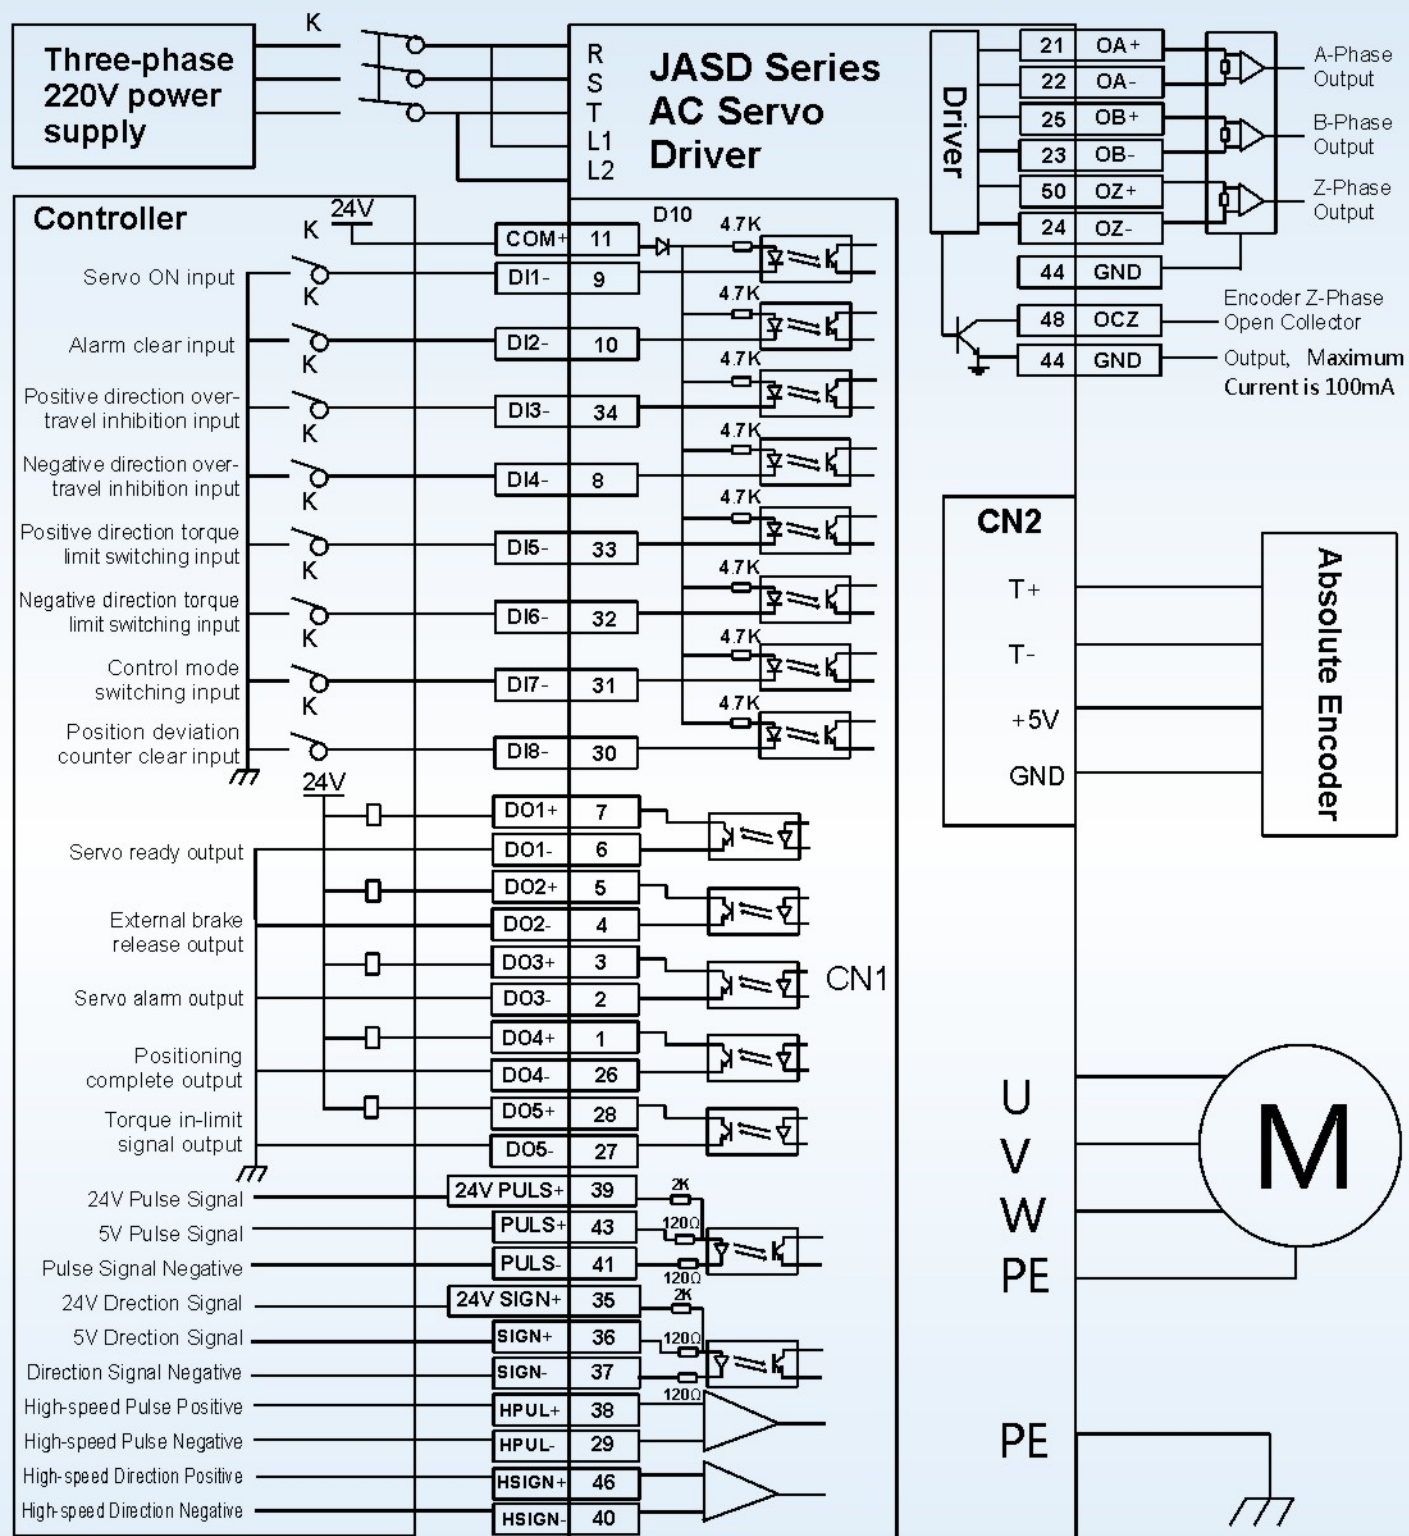 K
Three-phase
220V power
supply
R
S
T
L1
L2
JASD Series
AC Servo
Driver
Driver
21 OA+
22 OA-
25 OB+
23 OB-
50 OZ+
24 OZ-
44 GND
48 OCZ
44 GND
A-Phase
Output
B-Phase
Output
Z-Phase
Output
Encoder Z-Phase
Open Collector
Output, Maximum
Current is 100mA
Controller
24V
K
COM+ 11
D10
4.7K
Servo ON input
K
DI1- 9
4.7K
Alarm clear input
K
DI2- 10
4.7K
Positive direction over-
travel inhibition input
K
DI3- 34
4.7K
Negative direction over-
travel inhibition input
K
DI4- 8
4.7K
Positive direction torque
limit switching input
K
DI5- 33
4.7K
Negative direction torque
limit switching input
K
DI6- 32
4.7K
Control mode
switching input
K
DI7- 31
4.7K
Position deviation
counter clear input
DI8- 30
24V
DO1+ 7
Servo ready output
DO1- 6
DO2+ 5
External brake
release output
DO2- 4
DO3+ 3
Servo alarm output
DO3- 2
DO4+ 1
Positioning
complete output
DO4- 26
DO5+ 28
Torque in-limit
signal output
DO5- 27
CN1
24V Pulse Signal
24V PULS+ 39
2K
5V Pulse Signal
PULS+ 43
120Ω
Pulse Signal Negative
PULS- 41
120Ω
24V Drection Signal
24V SIGN+ 35
2K
5V Drection Signal
SIGN+ 36
120Ω
Direction Signal Negative
SIGN- 37
120Ω
High-speed Pulse Positive
HPUL+ 38
High-speed Pulse Negative
HPUL- 29
High-speed Direction Positive
HSIGN+ 46
High-speed Direction Negative
HSIGN- 40
CN2
T+
T-
+5V
GND
Absolute Encoder
U
V
W
PE
M
PE